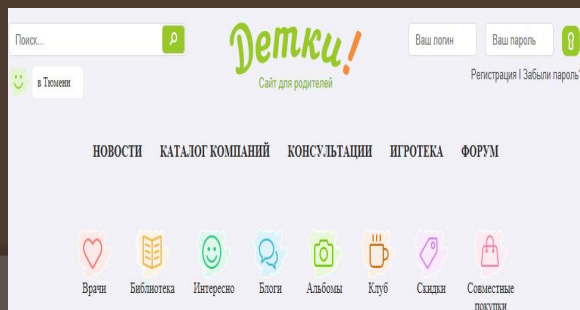 Поиск...
Детки!
Сайт для родителей
Ваш логин
Ваш пароль
в Тюмени
Регистрация | Забыли пароль?
НОВОСТИ КАТАЛОГ КОМПАНИЙ КОНСУЛЬТАЦИИ ИГРОТЕКА ФОРУМ
Врачи Библиотека Интересно Блоги Альбомы Клуб Скидки Совместные
покупки